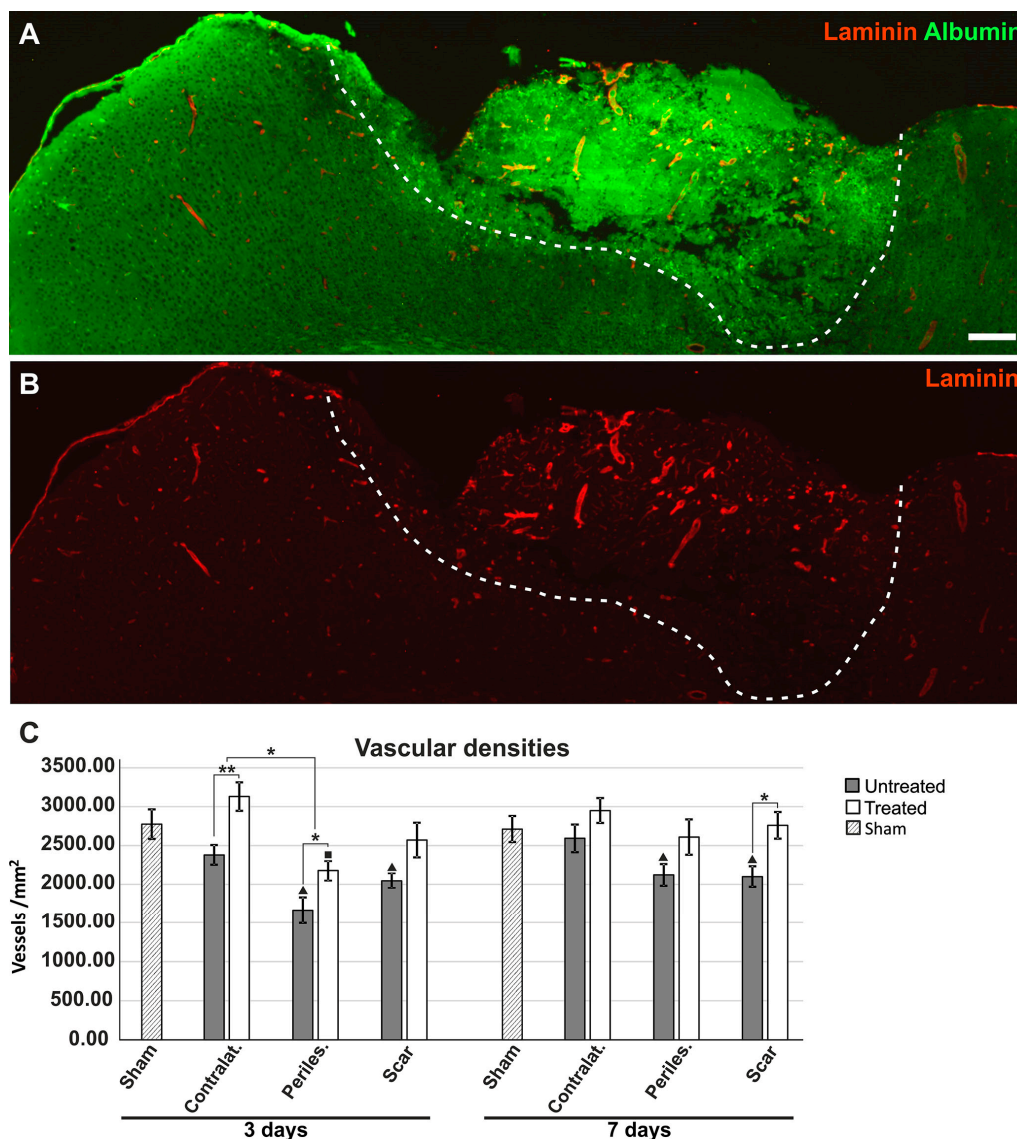 A
Laminin Albumin
B
Laminin
C
Vascular densities
Vessels/mm²
3500.00
3000.00
2500.00
2000.00
1500.00
1000.00
500.00
0.00
*
**
*
*
Untreated
Treated
Sham
Sham
Contralat.
Periles.
Scar
Sham
Contralat.
Periles.
Scar
3 days
7 days